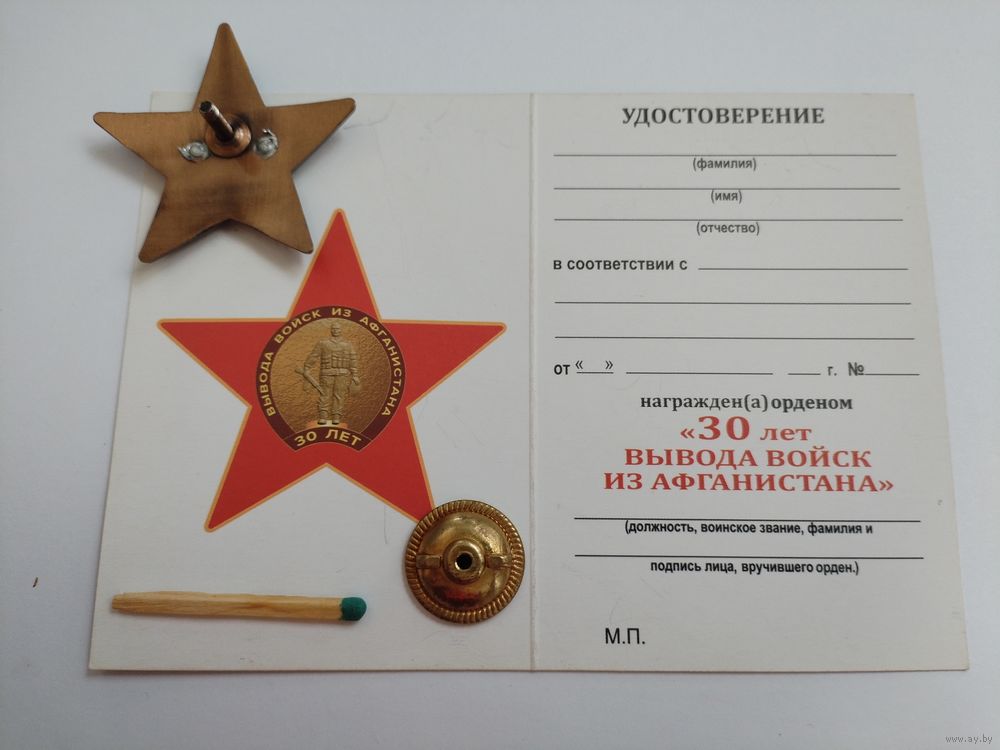 ВЫВОДА ВОЙСК ИЗ АФГАНИСТАНА
30 ЛЕТ
УДОСТОВЕРЕНИЕ
(фамилия)
(имя)
(отчество)
в соответствии с
от « » г. №
награжден(а) орденом
«30 лет
ВЫВОДА ВОЙСК
ИЗ АФГАНИСТАНА»
(должность, воинское звание, фамилия и
подпись лица, вручившего орден.)
М.П.
www.ay.by